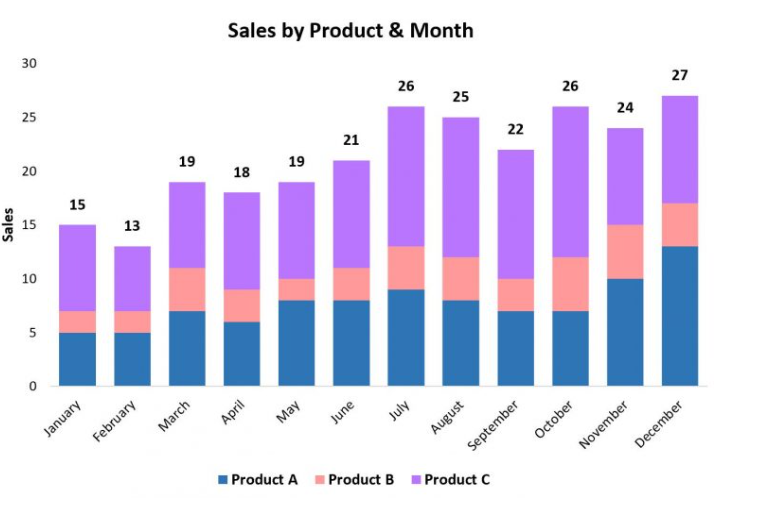 Sales by Product & Month
30
25
20
15
10
5
0
Sales
15
13
19
18
19
21
26
25
22
26
24
27
January
February
March
April
May
June
July
August
September
October
November
December
Product A Product B Product C